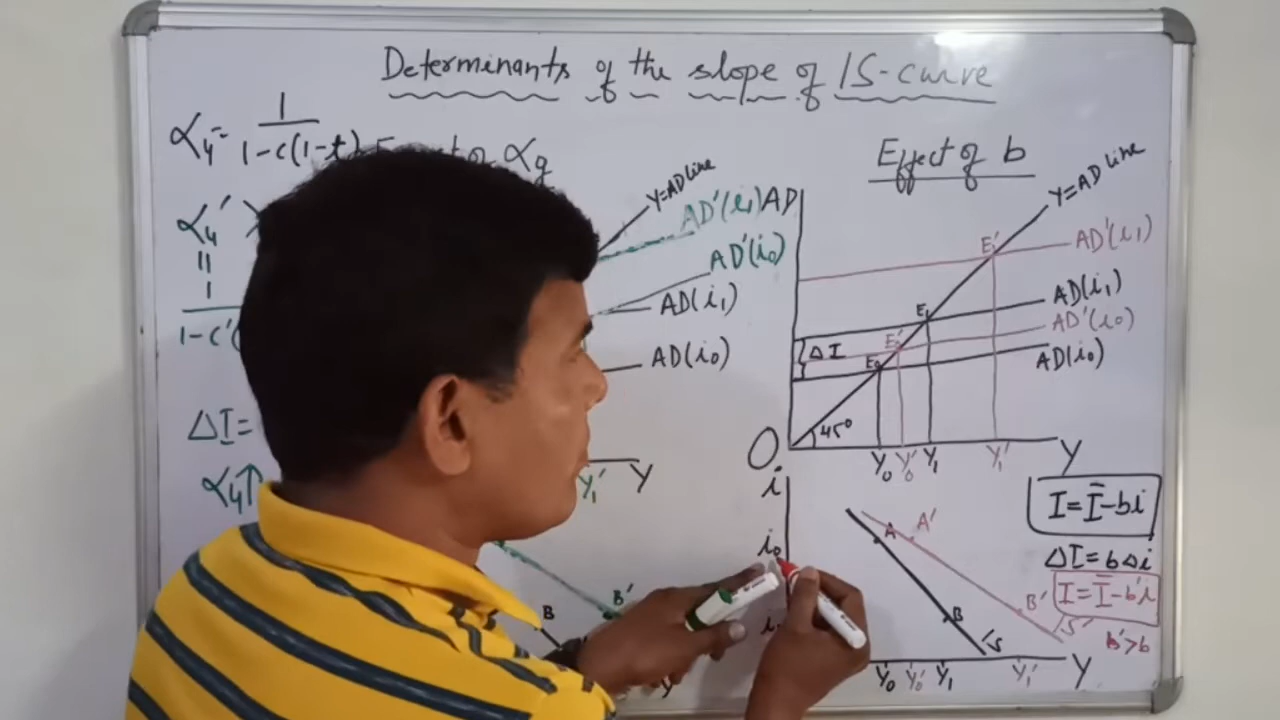 Determinants of the slope of IS-curve
α4 = 1
1-c(1-t)
αg
Effect of b
α4′
=
1
1-c′(
ΔI=
α4↑
Y=AD line
AD′(i1)
AD′(i0)
AD(i1)
AD(i0)
Y1′
Y
B
B′
AD
Y=AD line
AD′(i1)
AD(i1)
AD′(i0)
AD(i0)
E1′
E1
E0′
E0
ΔI
45°
O
Y0 Y0′ Y1 Y1′ Y
i
i0
A A′
B B′
IS IS′
Y0 Y0′ Y1 Y1′ Y
I=Ī-bi
ΔI=bΔi
I=Ī-b′i
b′>b